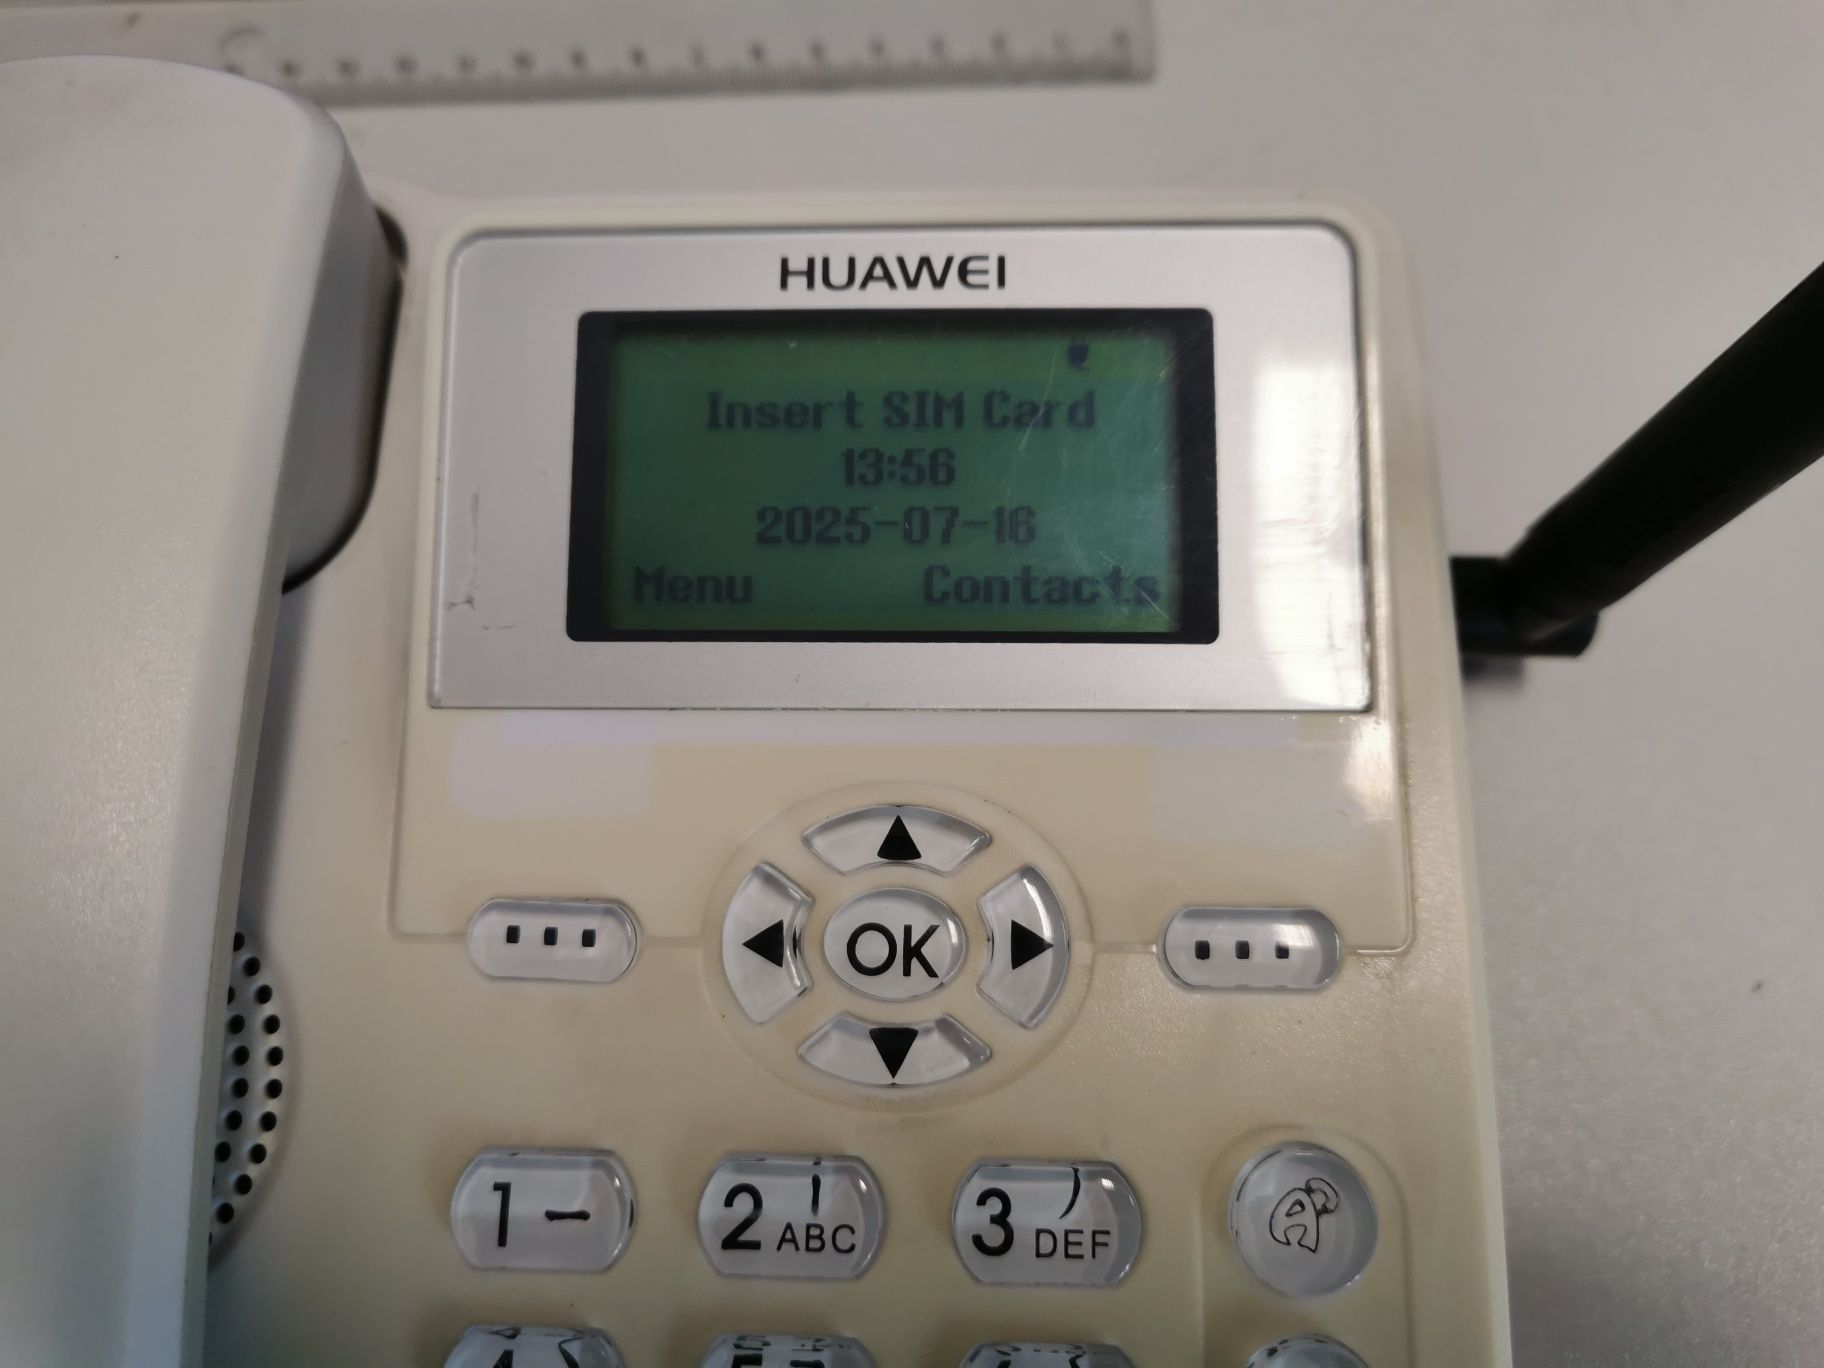 HUAWEI
Insert SIM Card
13:56
2025-07-16
Menu Contacts
OK
1
2 ABC
3 DEF